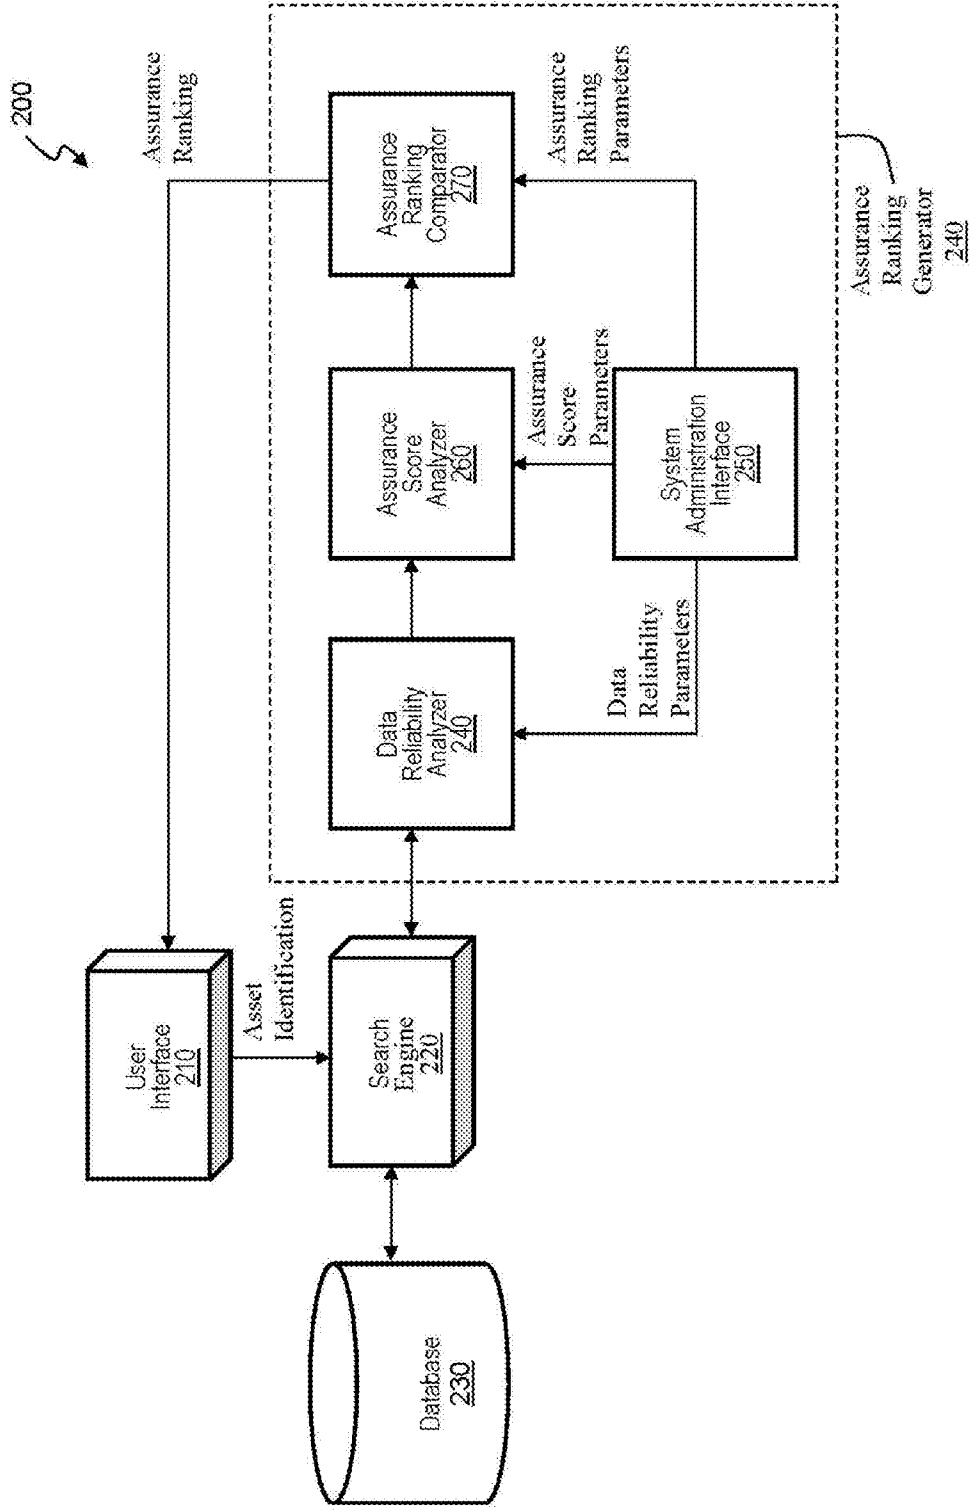 200
Assurance
Ranking
User
Interface
210
Asset
Identification
Database
230
Search
Engine
220
Data
Reliability
Analyzer
240
Assurance
Score
Analyzer
260
Assurance
Ranking
Comparator
270
Data
Reliability
Parameters
Assurance
Score
Parameters
Assurance
Ranking
Parameters
System
Administration
Interface
250
Assurance
Ranking
Generator
240